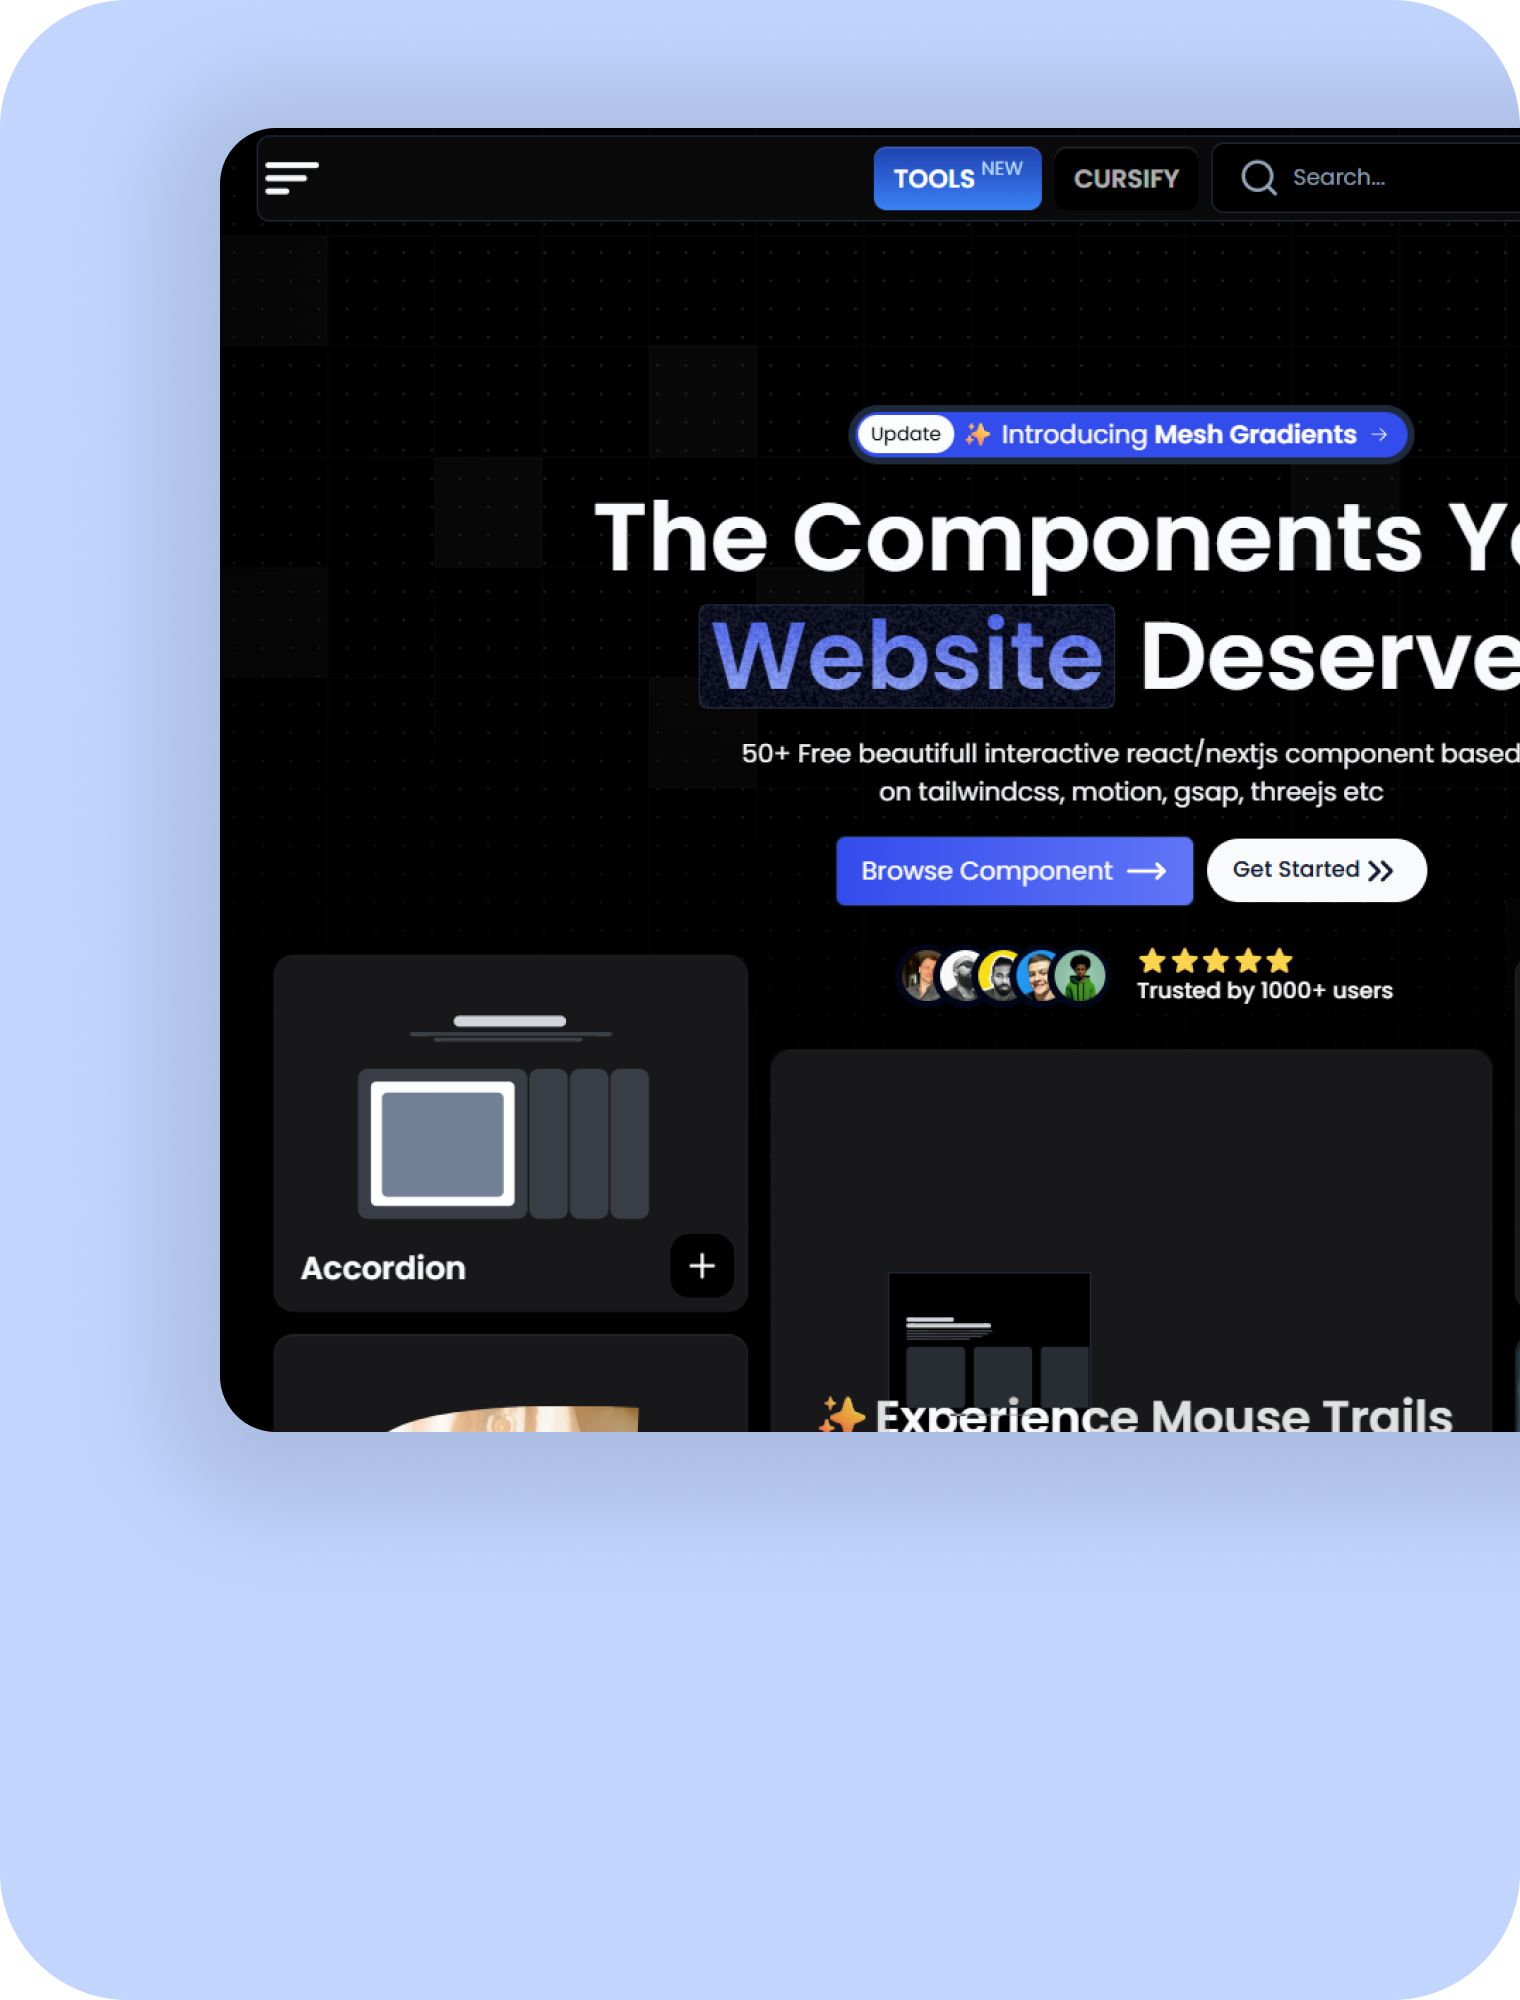 TOOLS NEW
CURSIFY
Search...
Update ✨ Introducing Mesh Gradients →
The Components
Website Deserve
50+ Free beautifull interactive react/nextjs component based
on tailwindcss, motion, gsap, threejs etc
Browse Component
Get Started
Trusted by 1000+ users
Accordion
✨ Experience Mouse Trails